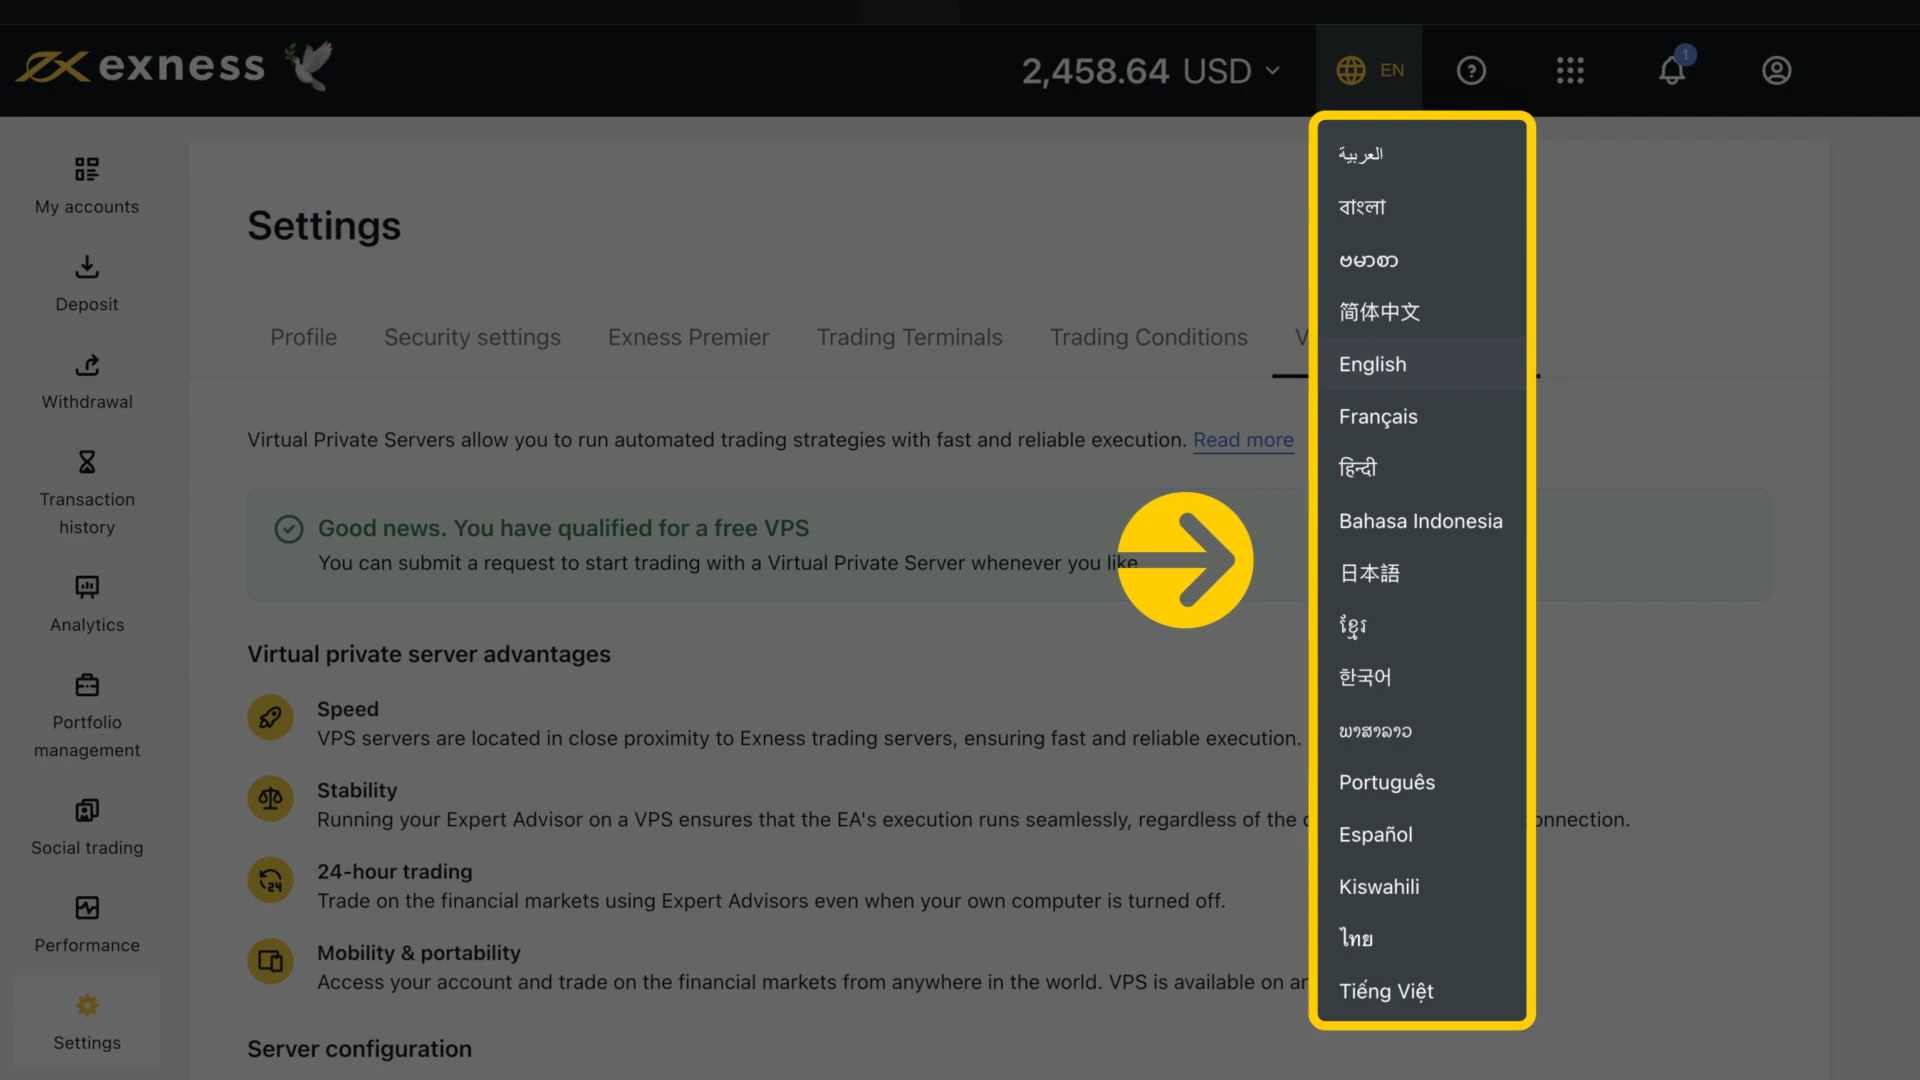 exness
2,458.64 USD
EN
1
My accounts
Deposit
Withdrawal
Transaction
history
Analytics
Portfolio
management
Social trading
Performance
Settings
Settings
Profile
Security settings
Exness Premier
Trading Terminals
Trading Conditions
V
Virtual Private Servers allow you to run automated trading strategies with fast and reliable execution. Read more
Good news. You have qualified for a free VPS
You can submit a request to start trading with a Virtual Private Server whenever you like
Virtual private server advantages
Speed
VPS servers are located in close proximity to Exness trading servers, ensuring fast and reliable execution.
Stability
Running your Expert Advisor on a VPS ensures that the EA's execution runs seamlessly, regardless of the onnection.
24-hour trading
24
Trade on the financial markets using Expert Advisors even when your own computer is turned off.
Mobility & portability
Access your account and trade on the financial markets from anywhere in the world. VPS is available on
Server configuration
العربية
বাংলা
ဗမာစာ
简体中文
English
Français
हिन्दी
Bahasa Indonesia
日本語
ខ្មែរ
한국어
ພາສາລາວ
Português
Español
Kiswahili
ไทย
Tiếng Việt